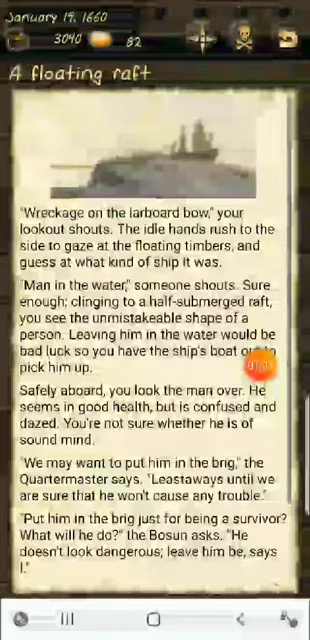 January 19, 1660
3040 82
A floating raft
"Wreckage on the larboard bow," your
lookout shouts. The idle hands rush to the
side to gaze at the floating timbers, and
guess at what kind of ship it was.
"Man in the water," someone shouts. Sure
enough; clinging to a half-submerged raft,
you see the unmistakeable shape of a
person. Leaving him in the water would be
bad luck so you have the ship's boat
pick him up.
Safely aboard, you look the man over. He
seems in good health, but is confused and
dazed. You're not sure whether he is of
sound mind.
"We may want to put him in the brig," the
Quartermaster says. "Leastaways until we
are sure that he won't cause any trouble."
"Put him in the brig just for being a survivor?
What will he do?" the Bosun asks. "He
doesn't look dangerous; leave him be, says
I."